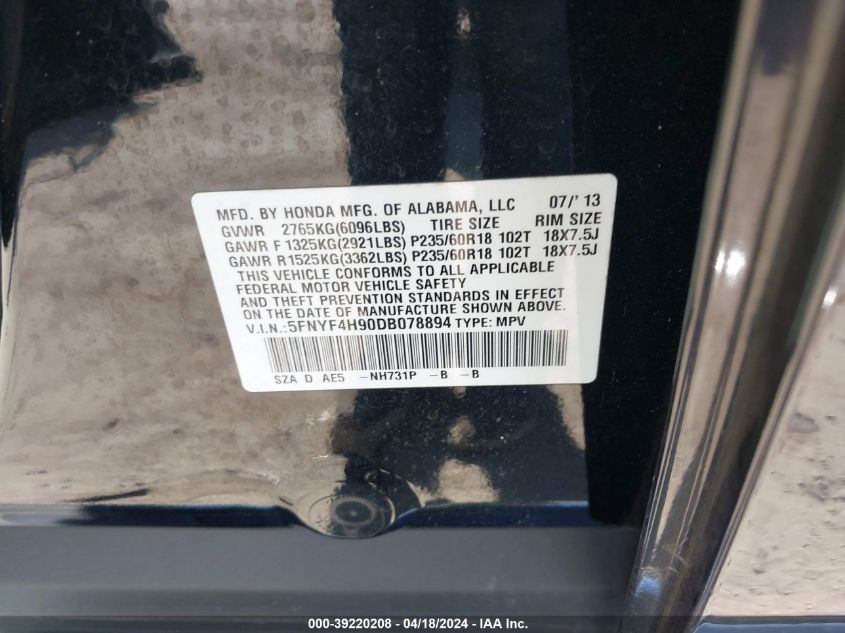 MFD. BY HONDA MFG. OF ALABAMA, LLC 07/'13
GVWR 2765KG(6096LBS) TIRE SIZE RIM SIZE
GAWR F 1325KG(2921LBS) P235/60R18 102T 18X7.5J
GAWR R 1525KG(3362LBS) P235/60R18 102T 18X7.5J
THIS VEHICLE CONFORMS TO ALL APPLICABLE
FEDERAL MOTOR VEHICLE SAFETY
AND THEFT PREVENTION STANDARDS IN EFFECT
ON THE DATE OF MANUFACTURE SHOWN ABOVE.
V.I.N.:5FNYF4H90DB078894 TYPE: MPV
SZA D AE5 -NH731P -B -B
000-39220208 - 04/18/2024 - IAA Inc.